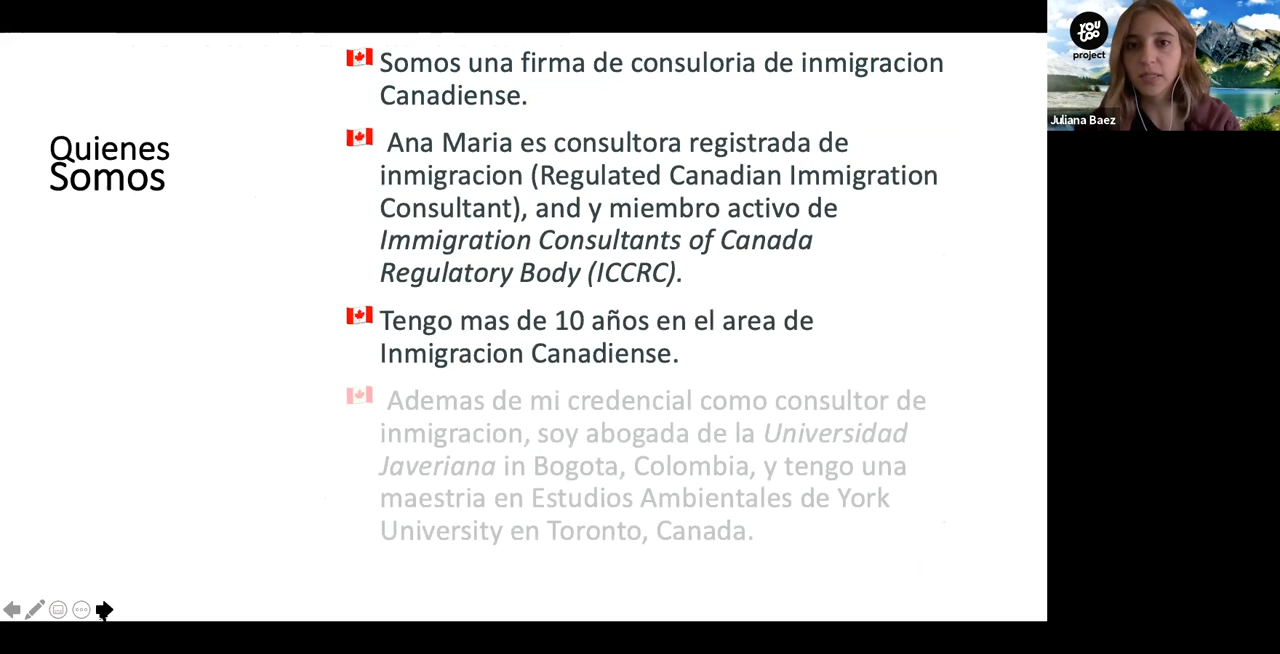 Quienes
Somos
Somos una firma de consuloria de inmigracion
Canadiense.
Ana Maria es consultora registrada de
inmigracion (Regulated Canadian Immigration
Consultant), and y miembro activo de
Immigration Consultants of Canada
Regulatory Body (ICCRC).
Tengo mas de 10 años en el area de
Inmigracion Canadiense.
Ademas de mi credencial como consultor de
inmigracion, soy abogada de la Universidad
Javeriana in Bogota, Colombia, y tengo una
maestria en Estudios Ambientales de York
University en Toronto, Canada.
you
too
project
Juliana Baez